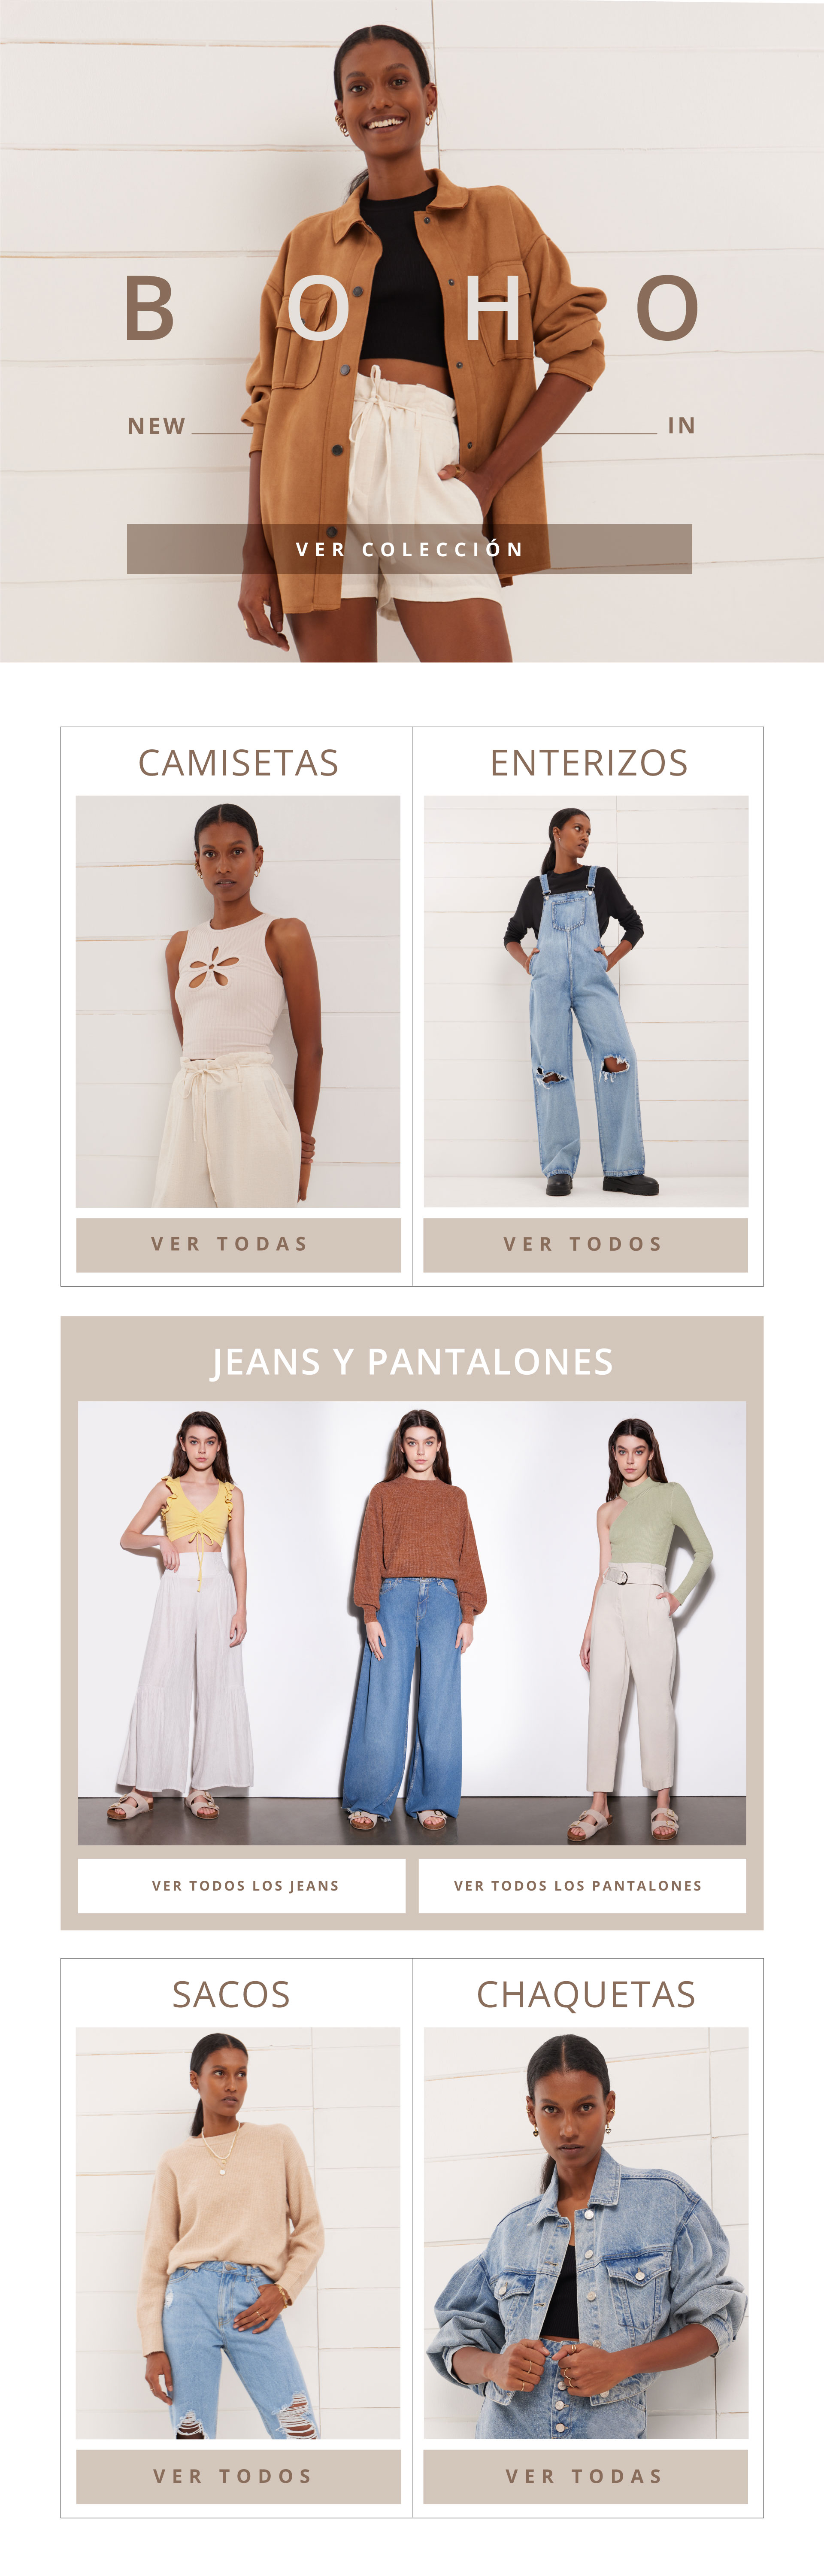 BOHO
NEW IN
VER COLECCIÓN
CAMISETAS
VER TODAS
ENTERIZOS
VER TODOS
JEANS Y PANTALONES
VER TODOS LOS JEANS
VER TODOS LOS PANTALONES
SACOS
VER TODOS
CHAQUETAS
VER TODAS